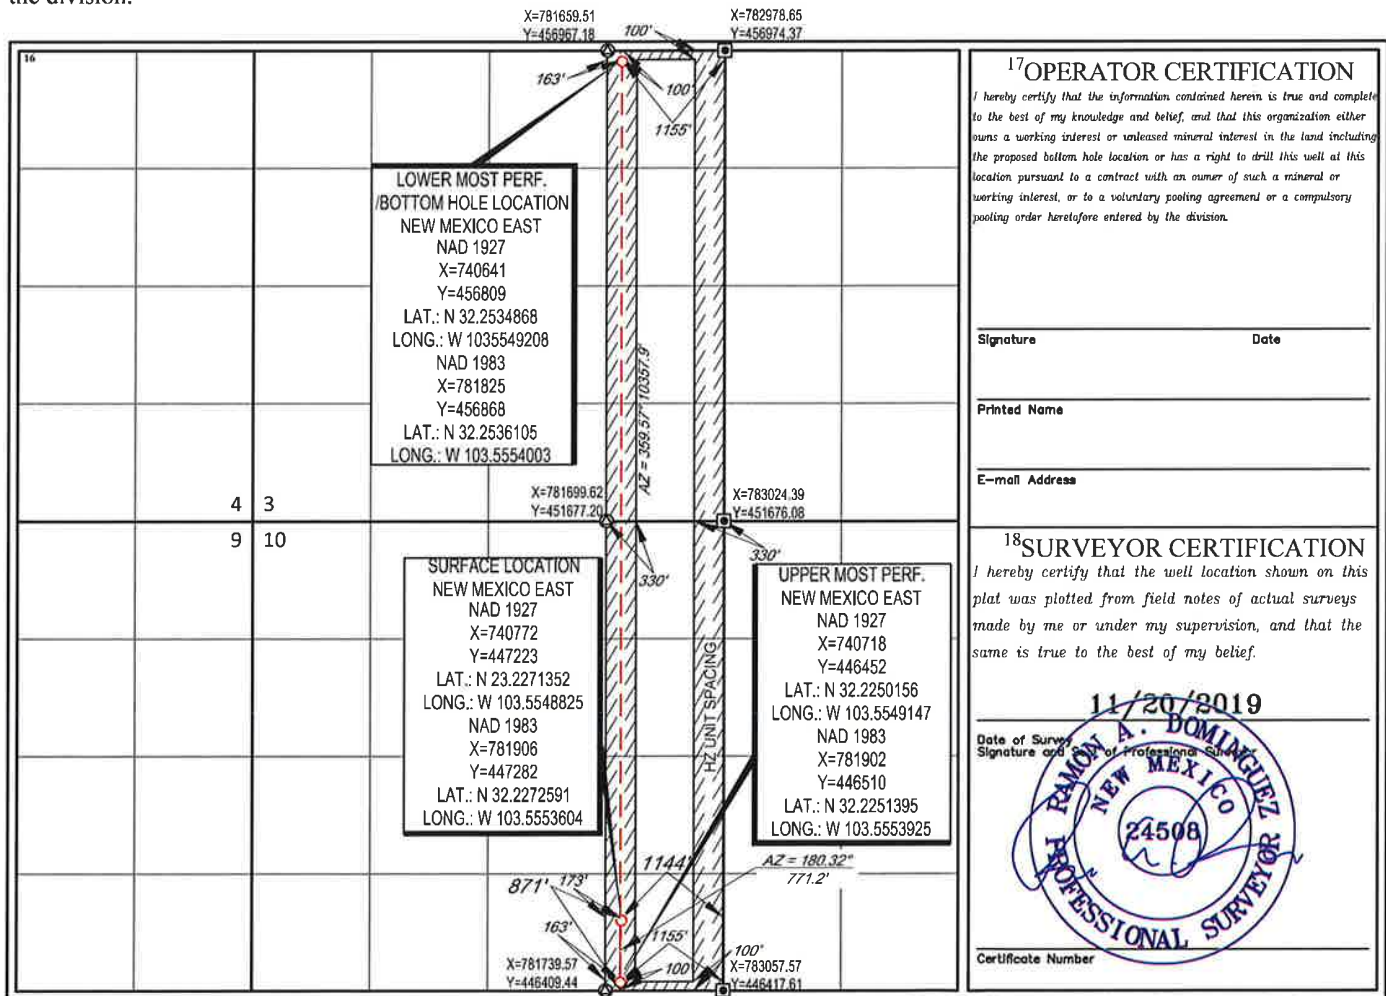 the division.
X=781659.51
Y=456967.18
100'
X=782978.65
Y=456974.37
16
163'
100'
1155'
LOWER MOST PERF.
/BOTTOM HOLE LOCATION
NEW MEXICO EAST
NAD 1927
X=740641
Y=456809
LAT.: N 32.2534868
LONG.: W 1035549208
NAD 1983
X=781825
Y=456868
LAT.: N 32.2536105
LONG.: W 103.5554003
AZ = 359.57° 10357.9'
4 3
9 10
X=781699.62
Y=451677.20
X=783024.39
Y=451676.08
330'
330'
SURFACE LOCATION
NEW MEXICO EAST
NAD 1927
X=740772
Y=447223
LAT.: N 23.2271352
LONG.: W 103.5548825
NAD 1983
X=781906
Y=447282
LAT.: N 32.2272591
LONG.: W 103.5553604
HZ UNIT SPACING
UPPER MOST PERF.
NEW MEXICO EAST
NAD 1927
X=740718
Y=446452
LAT.: N 32.2250156
LONG.: W 103.5549147
NAD 1983
X=781902
Y=446510
LAT.: N 32.2251395
LONG.: W 103.5553925
871'
173'
1144'
AZ = 180.32°
771.2'
163'
1155'
100'
100'
X=781739.57
Y=446409.44
X=783057.57
Y=446417.61
17 OPERATOR CERTIFICATION
I hereby certify that the information contained herein is true and complete
to the best of my knowledge and belief, and that this organization either
owns a working interest or unleased mineral interest in the land including
the proposed bottom hole location or has a right to drill this well at this
location pursuant to a contract with an owner of such a mineral or
working interest, or to a voluntary pooling agreement or a compulsory
pooling order heretofore entered by the division.
Signature Date
Printed Name
E-mail Address
18 SURVEYOR CERTIFICATION
I hereby certify that the well location shown on this
plat was plotted from field notes of actual surveys
made by me or under my supervision, and that the
same is true to the best of my belief.
11/20/2019
Date of Survey
Signature and Seal of Professional Surveyor
RAMON A. DOMINGUEZ
NEW MEXICO
24508
PROFESSIONAL SURVEYOR
Certificate Number